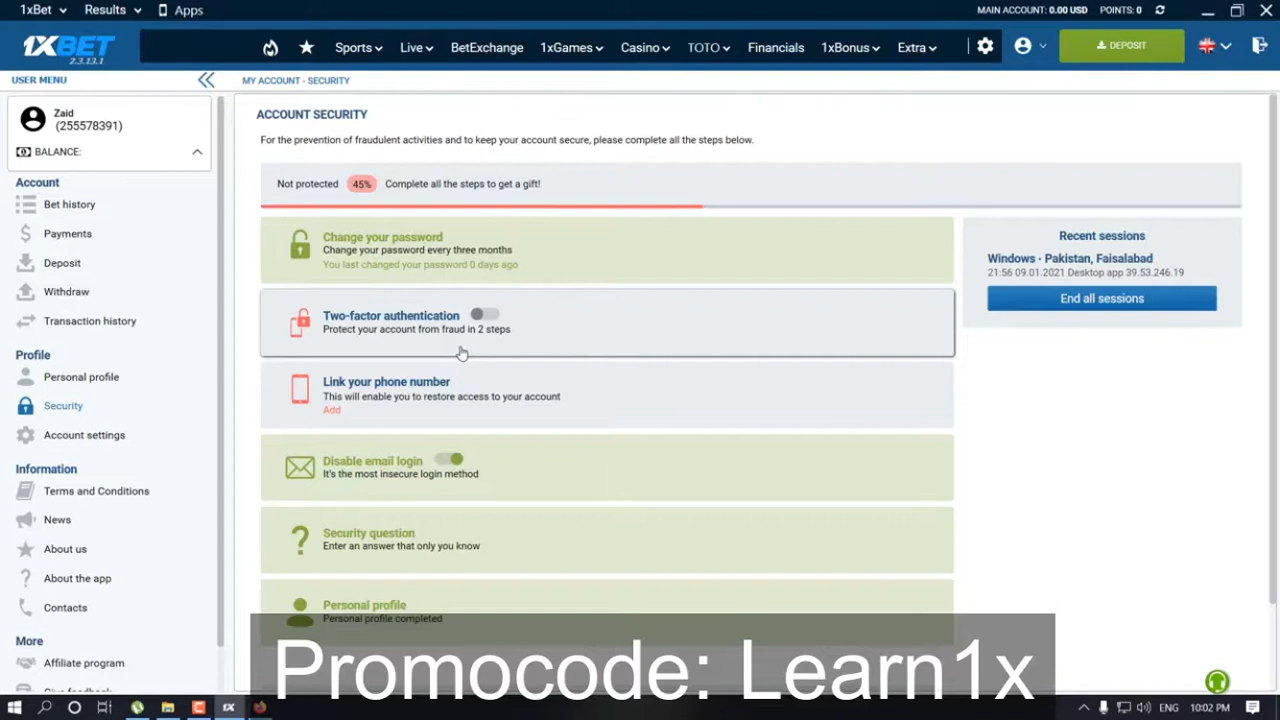 1xBet
Results
Apps
MAIN ACCOUNT: 0.00 USD
POINTS: 0
1XBET
2.3.13.1
Sports
Live
BetExchange
1xGames
Casino
TOTO
Financials
1xBonus
Extra
DEPOSIT
USER MENU
MY ACCOUNT - SECURITY
Zaid
(255578391)
BALANCE:
Account
Bet history
Payments
Deposit
Withdraw
Transaction history
Profile
Personal profile
Security
Account settings
Information
Terms and Conditions
News
About us
About the app
Contacts
More
Affiliate program
Give feedback
ACCOUNT SECURITY
For the prevention of fraudulent activities and to keep your account secure, please complete all the steps below.
Not protected 45% Complete all the steps to get a gift!
Change your password
Change your password every three months
You last changed your password 0 days ago
Two-factor authentication
Protect your account from fraud in 2 steps
Link your phone number
This will enable you to restore access to your account
Add
Disable email login
It's the most insecure login method
Security question
Enter an answer that only you know
Personal profile
Personal profile completed
Recent sessions
Windows · Pakistan, Faisalabad
21:56 09.01.2021 Desktop app 39.53.246.19
End all sessions
Promocode: Learn1x
1X
10:02 PM